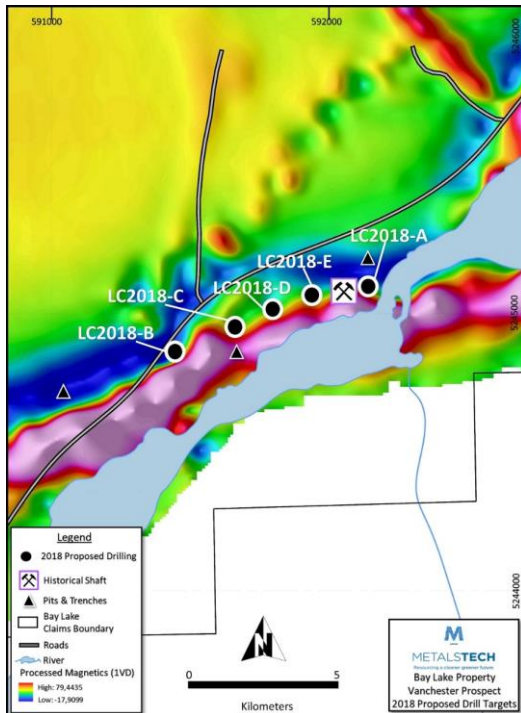 591000
592000
5246000
LC2018-A
LC2018-E
LC2018-D
LC2018-C
LC2018-B
5245000
5244000
Legend
2018 Proposed Drilling
Historical Shaft
Pits & Trenches
Bay Lake
Claims Boundary
Roads
River
Processed Magnetics (1VD)
High: 79,4435
Low: -17,9099
N
0 5
Kilometers
M
METALSTECH
Resourcing a cleaner greener future
Bay Lake Property
Vanchester Prospect
2018 Proposed Drill Targets